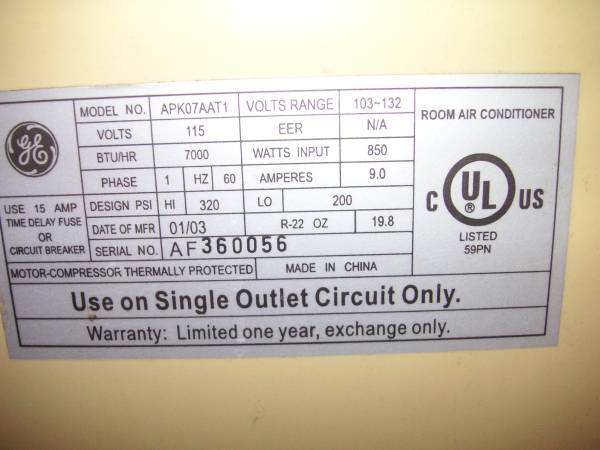 MODEL NO. APK07AAT1 VOLTS RANGE 103~132
VOLTS 115 EER N/A
BTU/HR 7000 WATTS INPUT 850
PHASE 1 HZ 60 AMPERES 9.0
DESIGN PSI HI 320 LO 200
DATE OF MFR 01/03 R-22 OZ 19.8
SERIAL NO. AF360056
GE
USE 15 AMP
TIME DELAY FUSE
OR
CIRCUIT BREAKER
ROOM AIR CONDITIONER
C UL ® US
LISTED
59PN
MOTOR-COMPRESSOR THERMALLY PROTECTED MADE IN CHINA
Use on Single Outlet Circuit Only.
Warranty: Limited one year, exchange only.